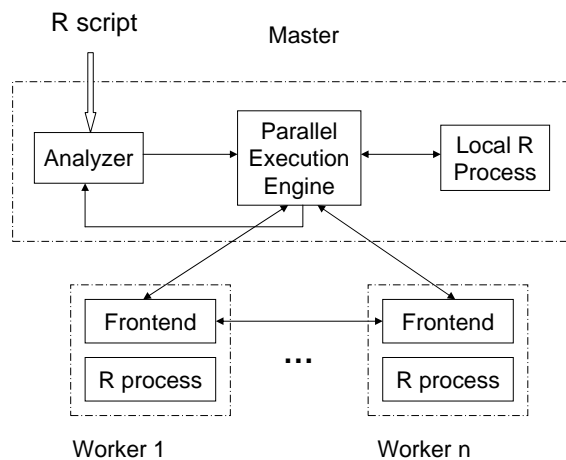 R script
Master
Analyzer
Parallel
Execution
Engine
Local R
Process
Frontend
R process
...
Frontend
R process
Worker 1
Worker n